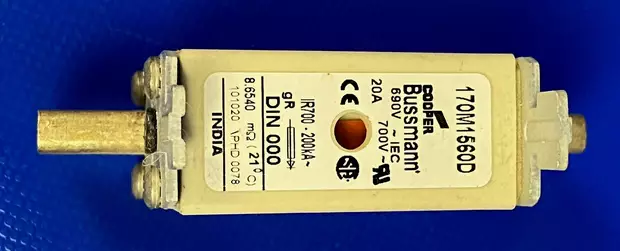 170M1560D
COOPER
Bussmann
690V ~ IEC
700V~
20A
CE
IR700 - 200kA~
gR
DIN 000
8.6540 mΩ ( 21° C)
101020 \PHD 0078
INDIA